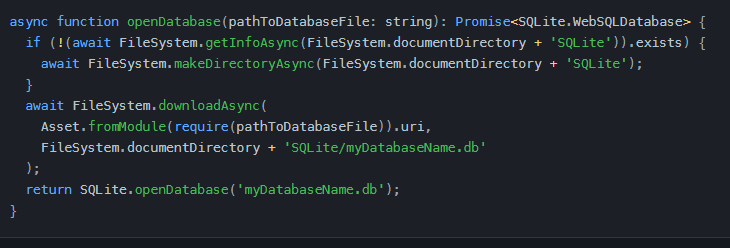 async function openDatabase(pathToDatabaseFile: string): Promise<SQLite.WebSQLDatabase> {
  if (!(await FileSystem.getInfoAsync(FileSystem.documentDirectory + 'SQLite')).exists) {
    await FileSystem.makeDirectoryAsync(FileSystem.documentDirectory + 'SQLite');
  }
  await FileSystem.downloadAsync(
    Asset.fromModule(require(pathToDatabaseFile)).uri,
    FileSystem.documentDirectory + 'SQLite/myDatabaseName.db'
  );
  return SQLite.openDatabase('myDatabaseName.db');
}